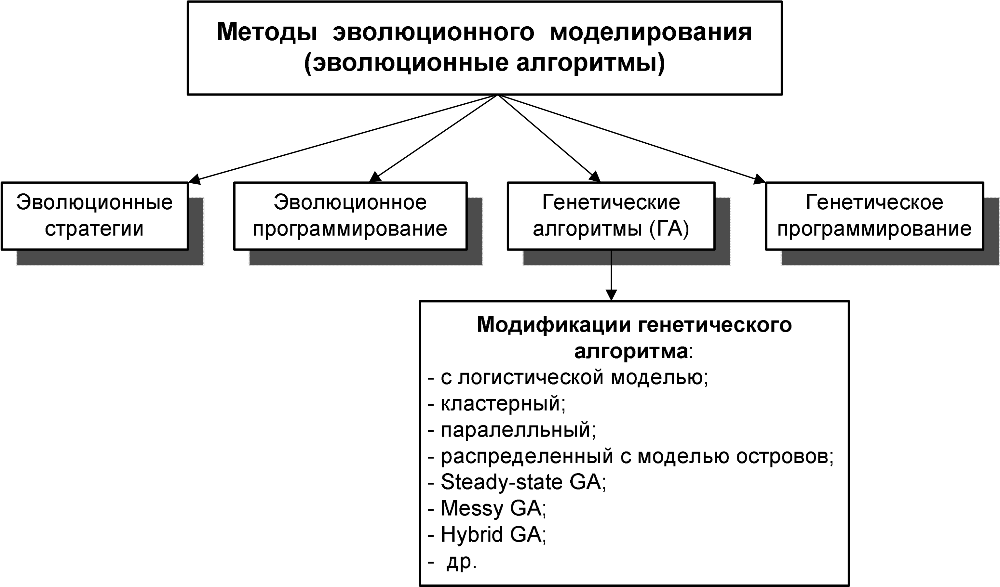 Методы эволюционного моделирования
(эволюционные алгоритмы)
Эволюционные
стратегии
Эволюционное
программирование
Генетические
алгоритмы (ГА)
Генетическое
программирование
Модификации генетического
алгоритма:
- с логистической моделью;
- кластерный;
- паралелльный;
- распределенный с моделью островов;
- Steady-state GA;
- Messy GA;
- Hybrid GA;
- др.